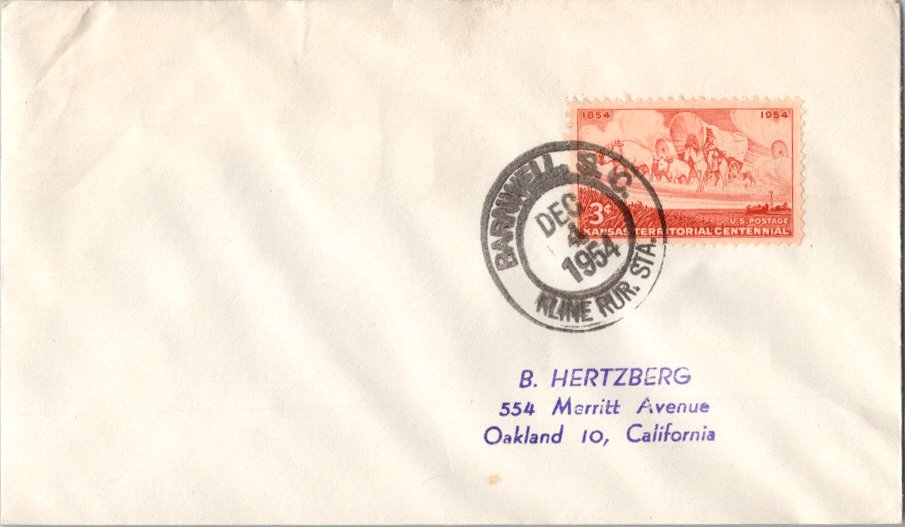 1854 1954
3¢
U.S. POSTAGE
KANSAS TERRITORIAL CENTENNIAL
BARNWELL, S. C.
DEC
4
1954
KLINE RUR. STA.
B. HERTZBERG
554 Merritt Avenue
Oakland 10, California